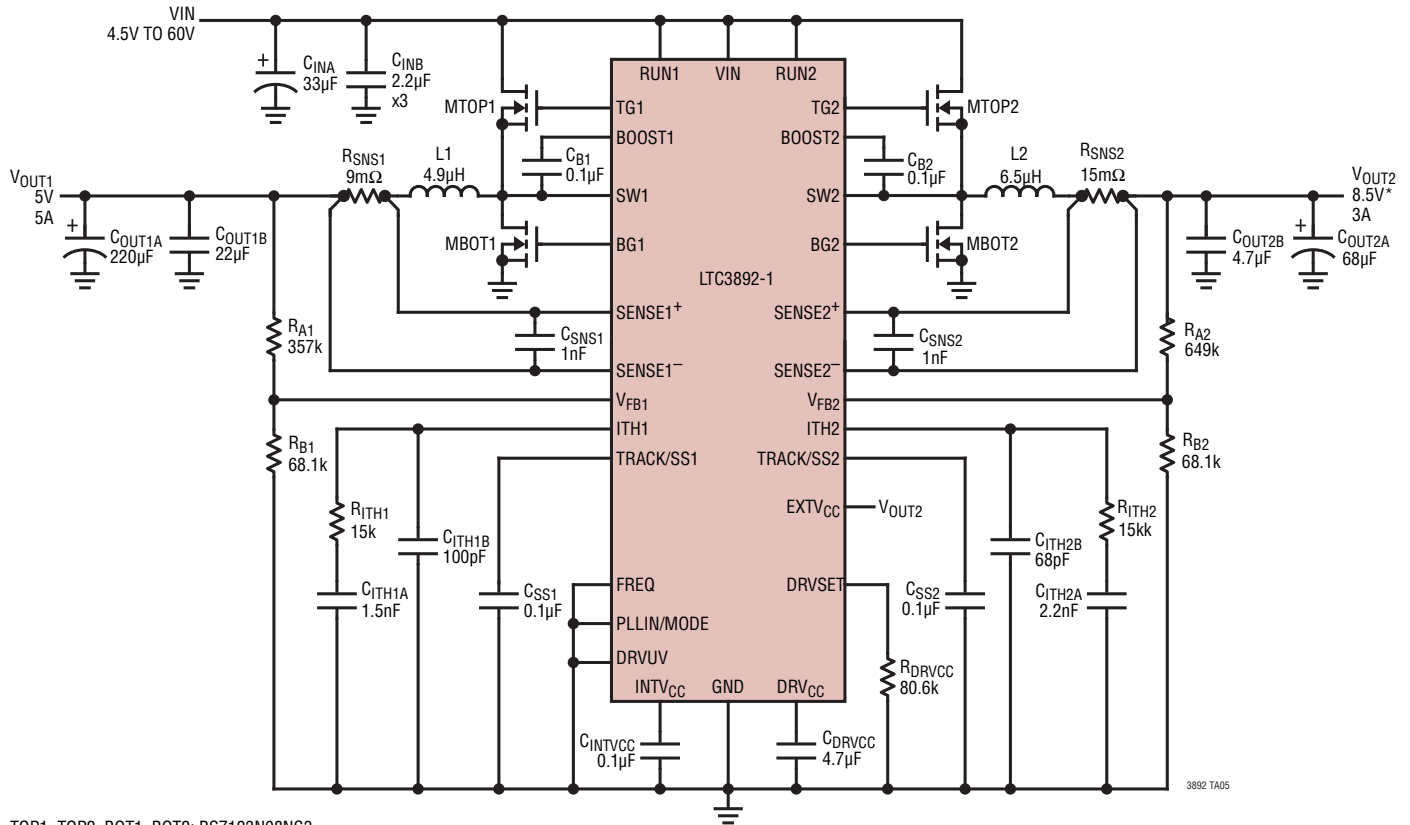 VIN
4.5V TO 60V
CINA
33µF
CINB
2.2µF
x3
MTOP1
RUN1
VIN
RUN2
TG1
TG2
MTOP2
BOOST1
BOOST2
VOUT1
5V
5A
RSNS1
9mΩ
L1
4.9µH
CB1
0.1µF
SW1
SW2
CB2
0.1µF
L2
6.5µH
RSNS2
15mΩ
VOUT2
8.5V*
3A
COUT1A
220µF
COUT1B
22µF
MBOT1
BG1
BG2
MBOT2
COUT2B
4.7µF
COUT2A
68µF
LTC3892-1
SENSE1+
SENSE2+
RA1
357k
CSNS1
1nF
CSNS2
1nF
RA2
649k
SENSE1–
SENSE2–
VFB1
VFB2
RB1
68.1k
ITH1
ITH2
RB2
68.1k
TRACK/SS1
TRACK/SS2
RITH1
15k
CITH1B
100pF
EXTVCC
VOUT2
CITH2B
68pF
RITH2
15kk
CITH1A
1.5nF
CSS1
0.1µF
FREQ
DRVSET
CSS2
0.1µF
CITH2A
2.2nF
PLLIN/MODE
DRVUV
RDRVCC
80.6k
INTVCC
GND
DRVCC
CINTVCC
0.1µF
CDRVCC
4.7µF
3892 TA05